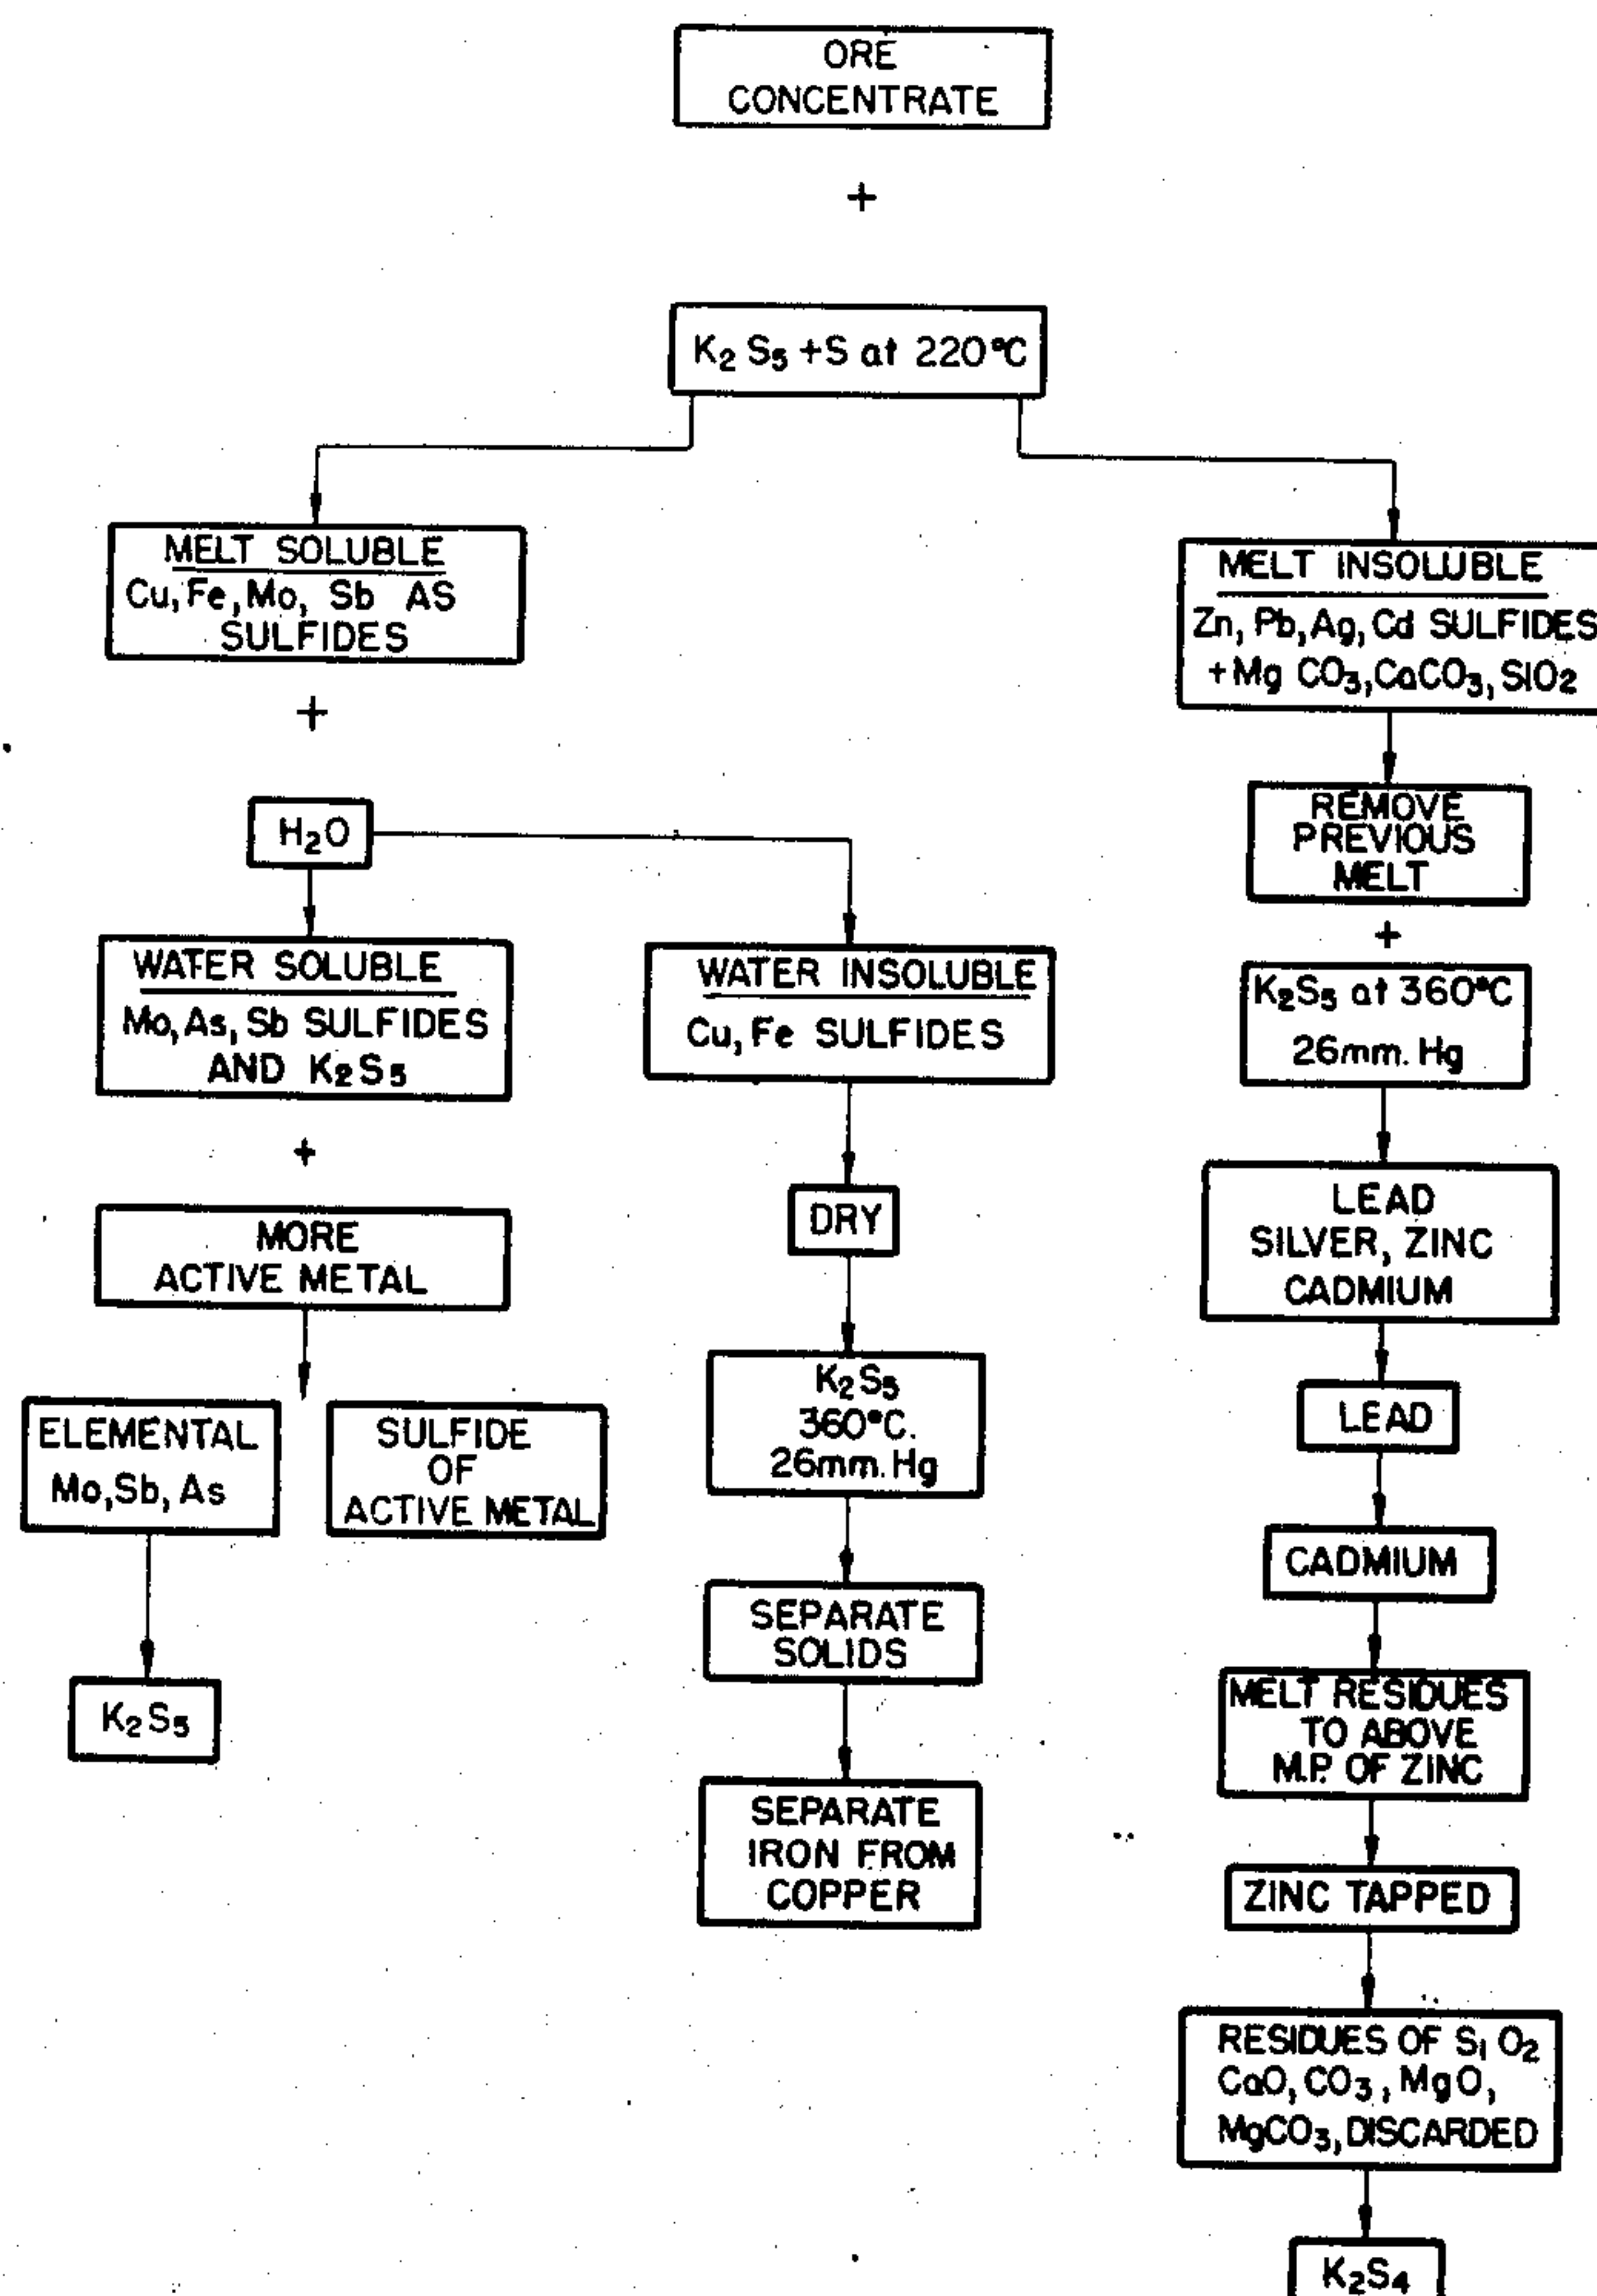 ORE
CONCENTRATE
+
K₂S₅ +S at 220°C
MELT SOLUBLE
Cu, Fe, Mo, Sb AS
SULFIDES
+
H₂O
WATER SOLUBLE
Mo, As, Sb SULFIDES
AND K₂S₅
+
MORE
ACTIVE METAL
ELEMENTAL
Mo, Sb, As
SULFIDE
OF
ACTIVE METAL
K₂S₅
WATER INSOLUBLE
Cu, Fe SULFIDES
DRY
K₂S₅
360°C.
26mm. Hg
SEPARATE
SOLIDS
SEPARATE
IRON FROM
COPPER
MELT INSOLUBLE
Zn, Pb, Ag, Cd SULFIDES
+Mg CO₃, CaCO₃, SIO₂
REMOVE
PREVIOUS
MELT
+
K₂S₅ at 360°C
26mm. Hg
LEAD
SILVER, ZINC
CADMIUM
LEAD
CADMIUM
MELT RESIDUES
TO ABOVE
M.P. OF ZINC
ZINC TAPPED
RESIDUES OF Si O₂
CaO, CO₃, MgO,
MgCO₃, DISCARDED
K₂S₄